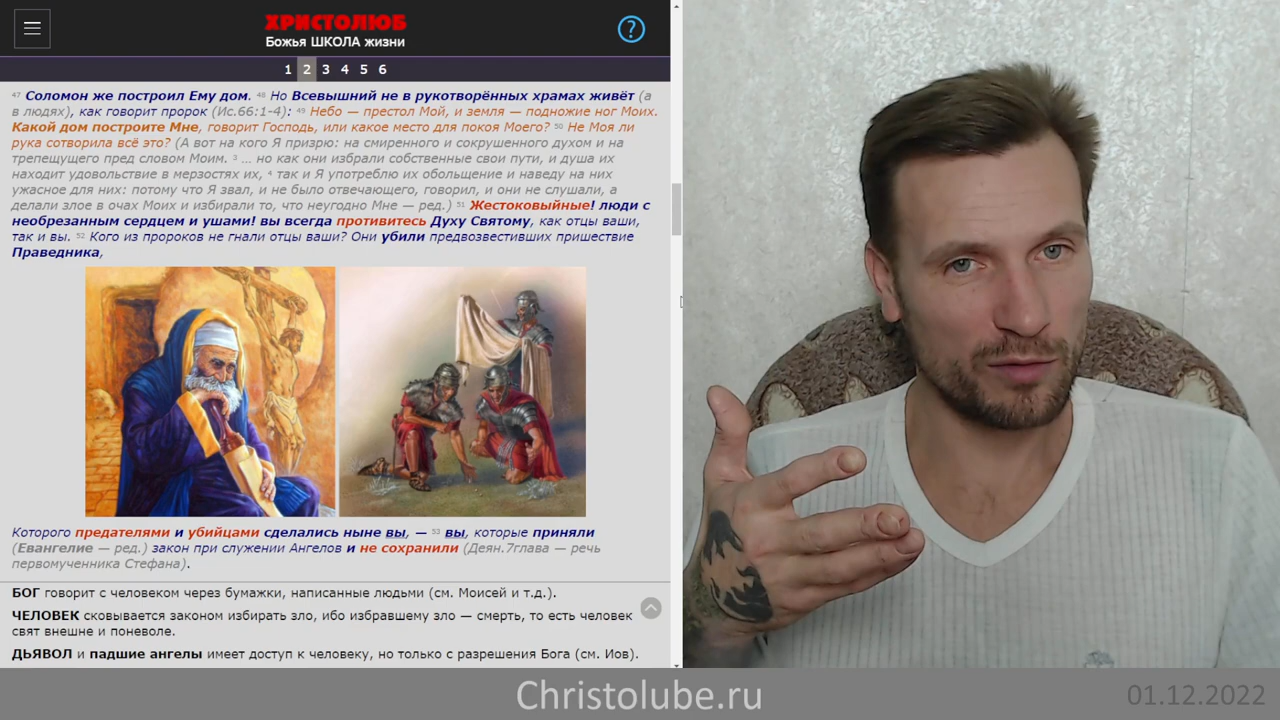 ХРИСТОЛЮБ
Божья ШКОЛА жизни
?
1 2 3 4 5 6
47 Соломон же построил Ему дом. 48 Но Всевышний не в рукотворённых храмах живёт (а
в людях), как говорит пророк (Ис.66:1-4): 49 Небо — престол Мой, и земля — подножие ног Моих.
Какой дом построите Мне, говорит Господь, или какое место для покоя Моего? 50 Не Моя ли
рука сотворила всё это? (А вот на кого Я призрю: на смиренного и сокрушенного духом и на
трепещущего пред словом Моим. 3 ... но как они избрали собственные свои пути, и душа их
находит удовольствие в мерзостях их, 4 так и Я употреблю их обольщение и наведу на них
ужасное для них: потому что Я звал, и не было отвечающего, говорил, и они не слушали, а
делали злое в очах Моих и избирали то, что неугодно Мне — ред.) 51 Жестоковыйные! люди с
необрезанным сердцем и ушами! вы всегда противитесь Духу Святому, как отцы ваши,
так и вы. 52 Кого из пророков не гнали отцы ваши? Они убили предвозвестивших пришествие
Праведника,
Которого предателями и убийцами сделались ныне вы, — 53 вы, которые приняли
(Евангелие — ред.) закон при служении Ангелов и не сохранили (Деян.7глава — речь
первомученника Стефана).
БОГ говорит с человеком через бумажки, написанные людьми (см. Моисей и т.д.).
ЧЕЛОВЕК сковывается законом избирать зло, ибо избравшему зло — смерть, то есть человек
свят внешне и поневоле.
ДЬЯВОЛ и падшие ангелы имеет доступ к человеку, но только с разрешения Бога (см. Иов).
Christolube.ru
01.12.2022